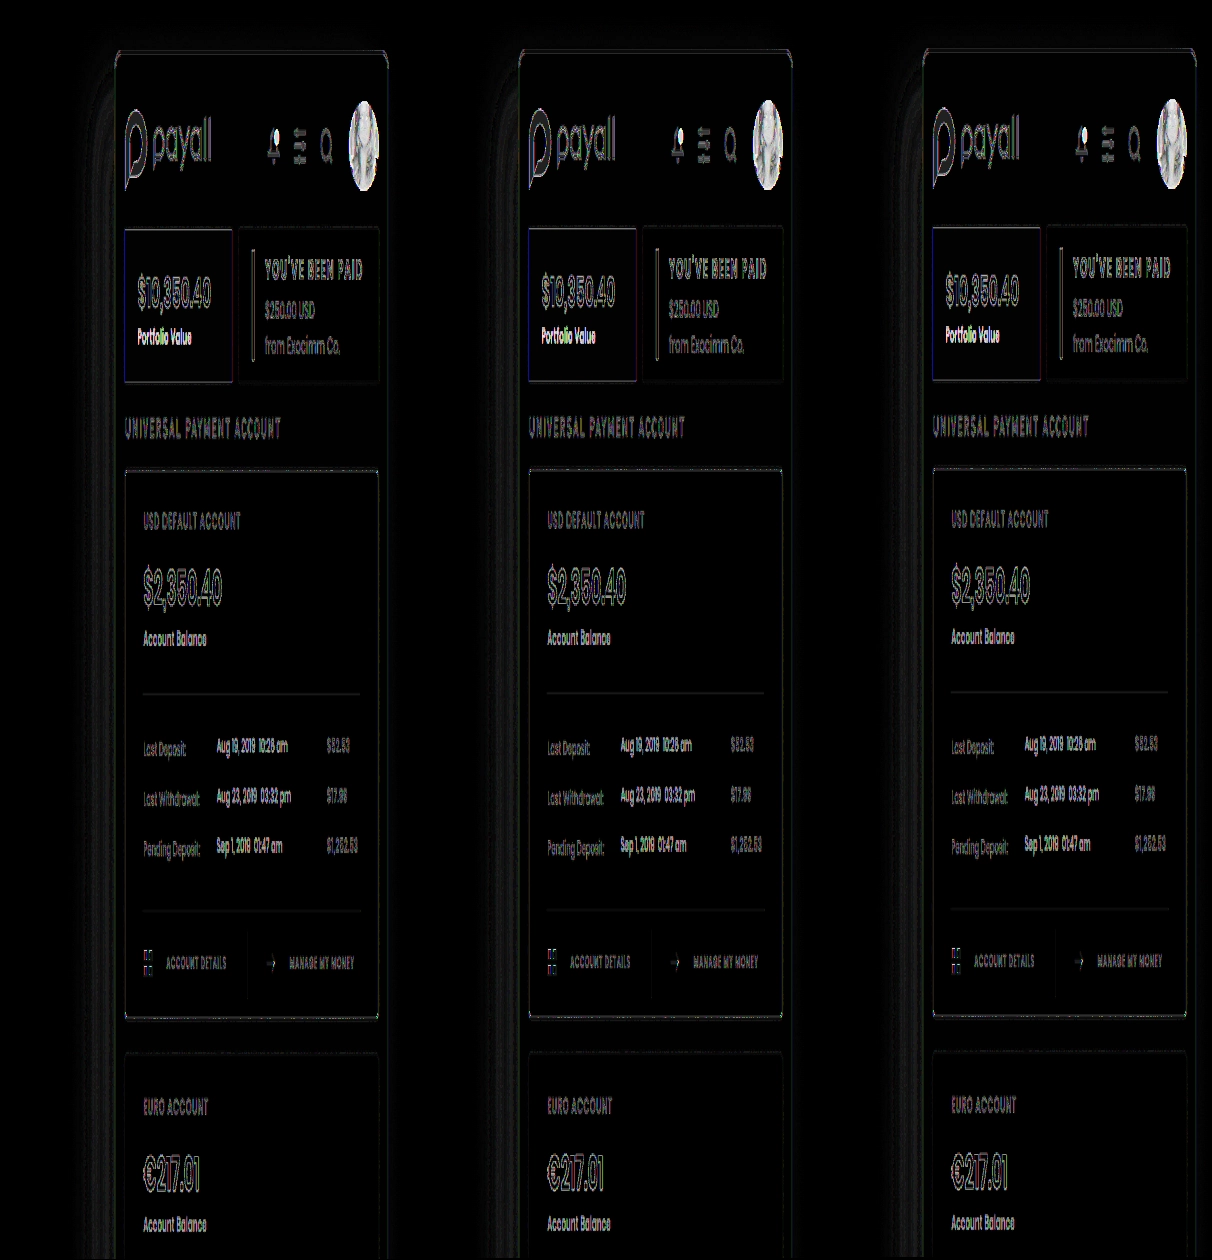 payall
$10,350.40
Portfolio Value
YOU'VE BEEN PAID
$250.00 USD
from Exocimm Co.
UNIVERSAL PAYMENT ACCOUNT
USD DEFAULT ACCOUNT
$2,350.40
Account Balance
Last Deposit: Aug 19, 2019 10:26 am $52.53
Last Withdrawal: Aug 23, 2019 03:32 pm $17.98
Pending Deposit: Sep 1, 2019 01:47 am $1,252.53
ACCOUNT DETAILS
MANAGE MY MONEY
EURO ACCOUNT
€217.01
Account Balance
payall
$10,350.40
Portfolio Value
YOU'VE BEEN PAID
$250.00 USD
from Exocimm Co.
UNIVERSAL PAYMENT ACCOUNT
USD DEFAULT ACCOUNT
$2,350.40
Account Balance
Last Deposit: Aug 19, 2019 10:26 am $52.53
Last Withdrawal: Aug 23, 2019 03:32 pm $17.98
Pending Deposit: Sep 1, 2019 01:47 am $1,252.53
ACCOUNT DETAILS
MANAGE MY MONEY
EURO ACCOUNT
€217.01
Account Balance
payall
$10,350.40
Portfolio Value
YOU'VE BEEN PAID
$250.00 USD
from Exocimm Co.
UNIVERSAL PAYMENT ACCOUNT
USD DEFAULT ACCOUNT
$2,350.40
Account Balance
Last Deposit: Aug 19, 2019 10:26 am $52.53
Last Withdrawal: Aug 23, 2019 03:32 pm $17.98
Pending Deposit: Sep 1, 2019 01:47 am $1,252.53
ACCOUNT DETAILS
MANAGE MY MONEY
EURO ACCOUNT
€217.01
Account Balance